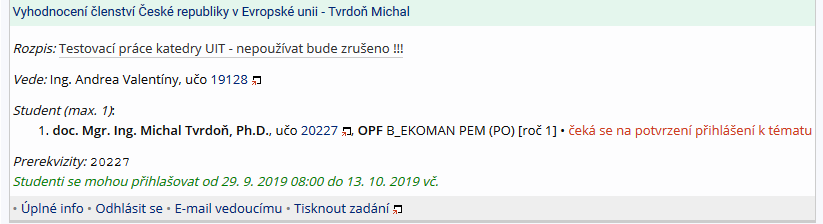 Vyhodnocení členství České republiky v Evropské unii - Tvrdoň Michal
Rozpis: Testovací práce katedry UIT - nepoužívat bude zrušeno !!!
Vede: Ing. Andrea Valentíny, učo 19128
Student (max. 1):
1. doc. Mgr. Ing. Michal Tvrdoň, Ph.D., učo 20227, OPF B_EKOMAN PEM (PO) [roč 1] • čeká se na potvrzení přihlášení k tématu
Prerekvizity: 20227
Studenti se mohou přihlašovat od 29. 9. 2019 08:00 do 13. 10. 2019 vč.
• Úplné info • Odhlásit se • E-mail vedoucímu • Tisknout zadání